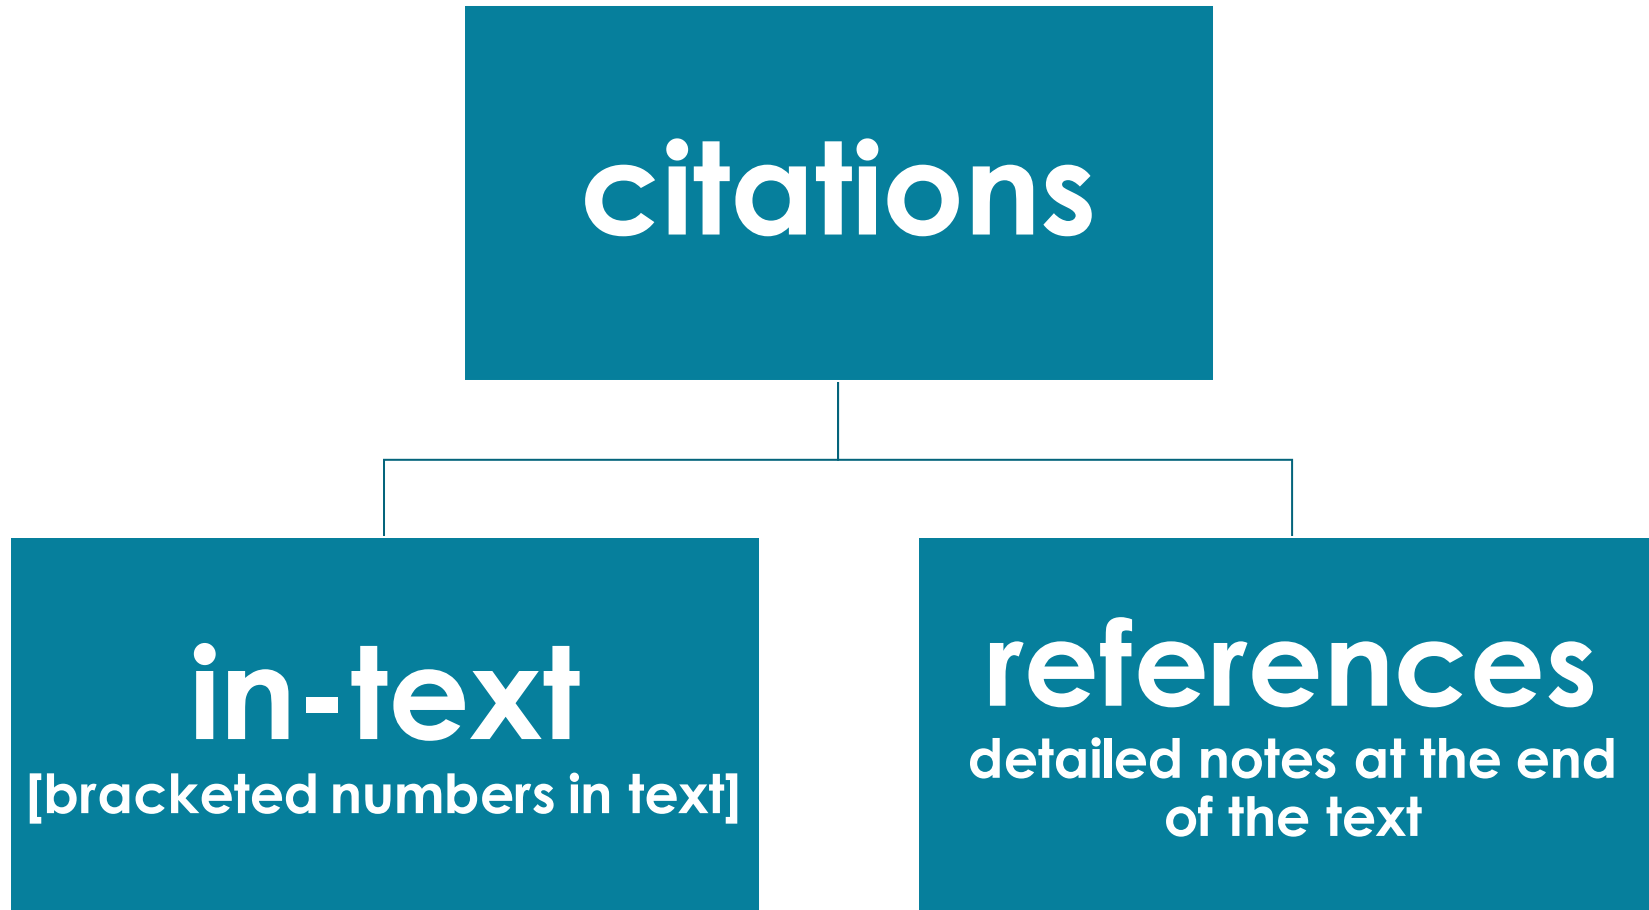 citations
in-text
[bracketed numbers in text]
references
detailed notes at the end
of the text